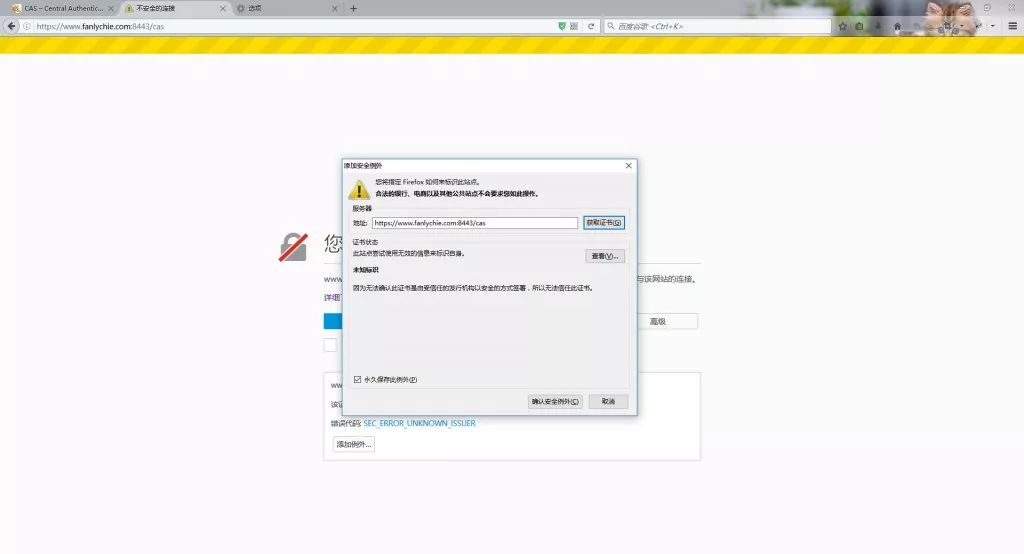 CAS – Central Authentic...
不安全的连接
选项
https://www.fanlychie.com:8443/cas
百度谷歌 <Ctrl+K>
添加安全例外
您将指定 Firefox 如何来标识此站点。
合法的银行、电商以及其他公共站点不会要求您如此操作。
服务器
地址: https://www.fanlychie.com:8443/cas 获取证书(G)
证书状态
此站点尝试使用无效的信息来标识自身。 查看(V)...
未知标识
因为无法确认此证书是由受信任的发行机构以安全的方式签署，所以无法信任此证书。
永久保存此例外(P)
确认安全例外(C) 取消
您
www 与该网站的连接。
详细
高级
ww
该
错误代码: SEC_ERROR_UNKNOWN_ISSUER
添加例外...